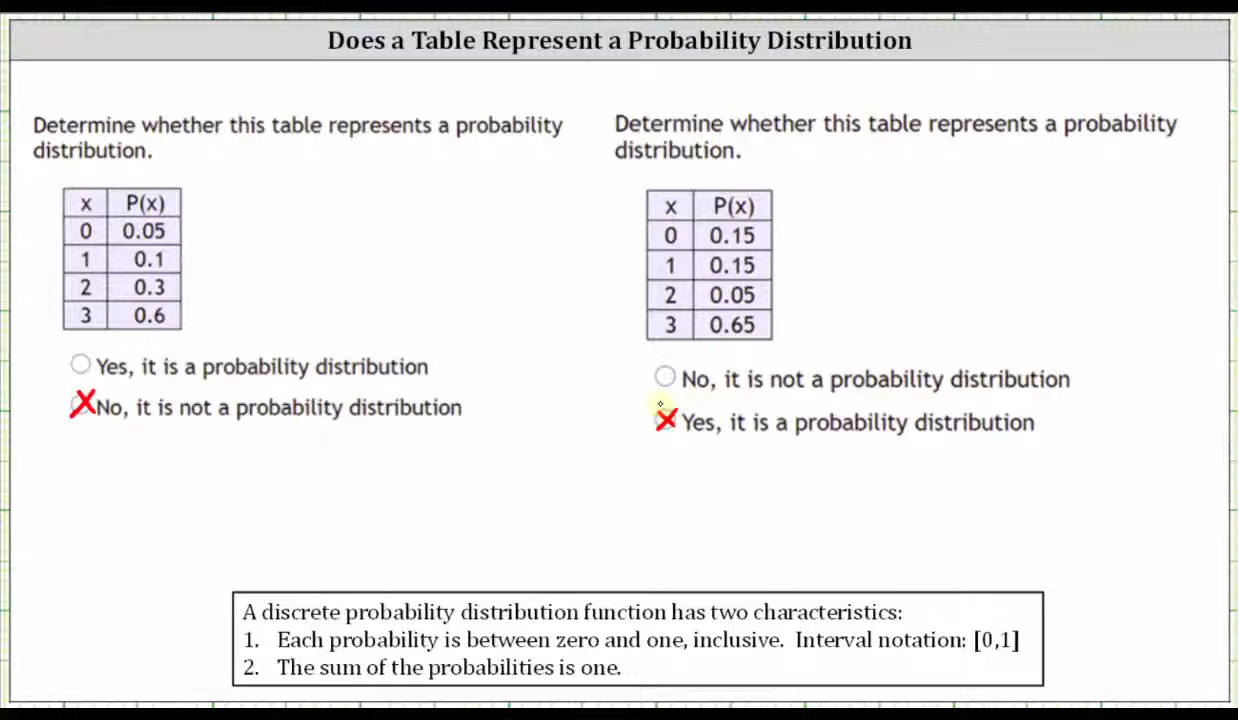 Does a Table Represent a Probability Distribution
Determine whether this table represents a probability
distribution.
x P(x)
0 0.05
1 0.1
2 0.3
3 0.6
Yes, it is a probability distribution
No, it is not a probability distribution
Determine whether this table represents a probability
distribution.
x P(x)
0 0.15
1 0.15
2 0.05
3 0.65
No, it is not a probability distribution
Yes, it is a probability distribution
A discrete probability distribution function has two characteristics:
1. Each probability is between zero and one, inclusive. Interval notation: [0,1]
2. The sum of the probabilities is one.